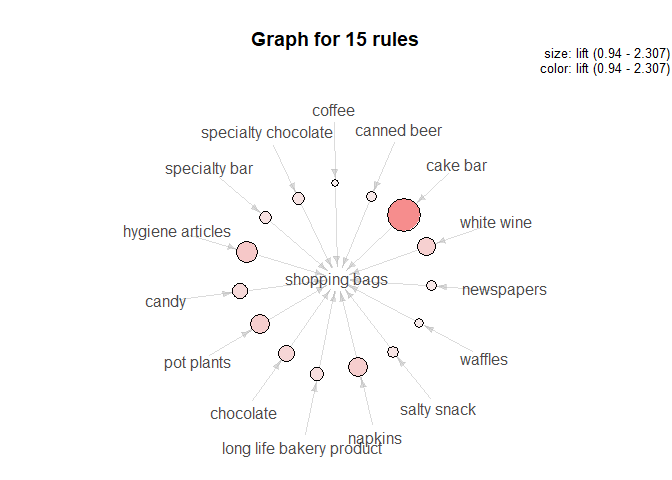 Graph for 15 rules
size: lift (0.94 - 2.307)
color: lift (0.94 - 2.307)
coffee
specialty chocolate
canned beer
specialty bar
cake bar
hygiene articles
white wine
shopping bags
candy
newspapers
pot plants
waffles
chocolate
salty snack
napkins
long life bakery product